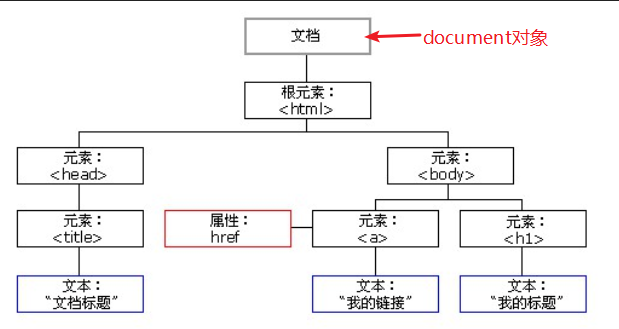 文档
document对象
根元素：
<html>
元素：
<head>
元素：
<body>
元素：
<title>
属性：
href
元素：
<a>
元素：
<h1>
文本：
“文档标题”
文本：
“我的链接”
文本：
“我的标题”